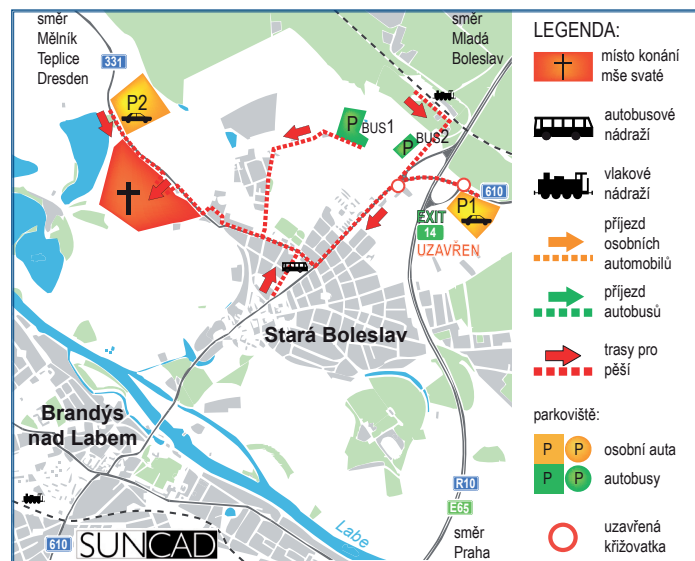 směr
Mělník
Teplice
Dresden
331
P2
směr
Mladá
Boleslav
P BUS1
P BUS2
610
P1
EXIT
14
UZAVŘEN
Stará Boleslav
Brandýs
nad Labem
R10
E65
Labe
směr
Praha
610
SUNCAD
LEGENDA:
místo konání
mše svaté
autobusové
nádraží
vlakové
nádraží
příjezd
osobních
automobilů
příjezd
autobusů
trasy pro
pěší
parkoviště:
P P osobní auta
P P autobusy
uzavřená
křižovatka